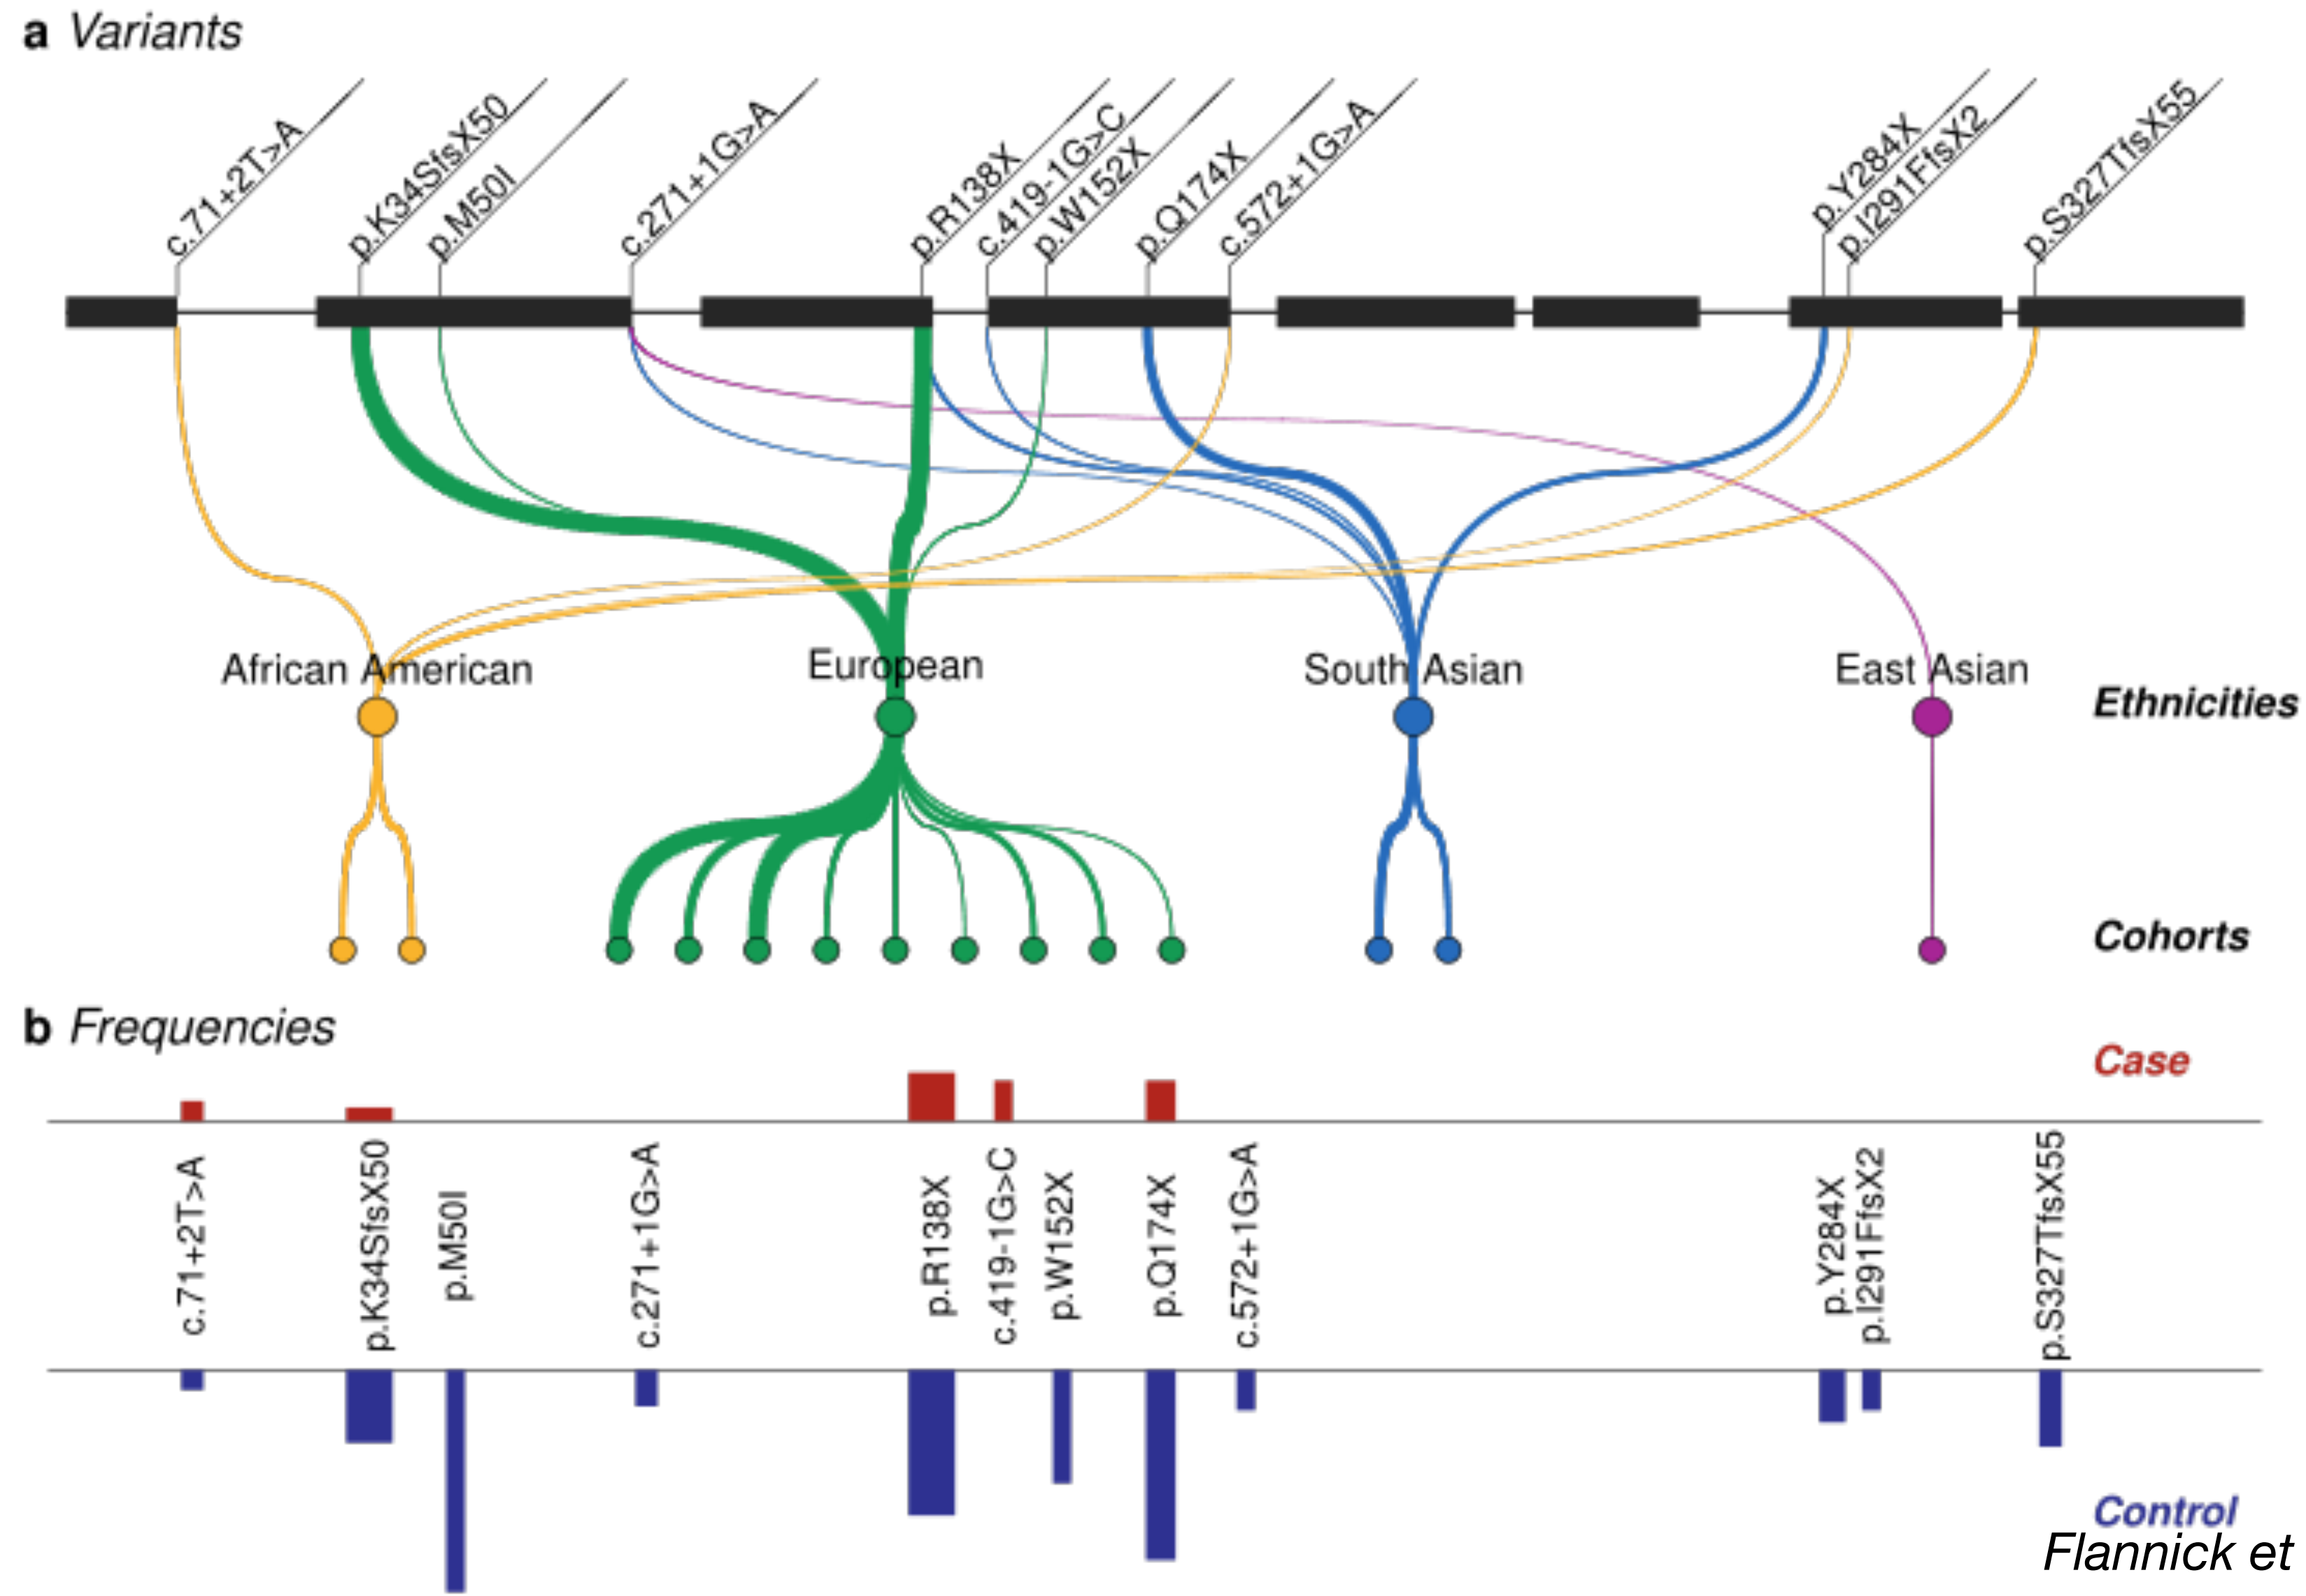 a Variants
c.71+2T>A
p.K34SfsX50
p.M50I
c.271+1G>A
p.R138X
c.419-1G>C
p.W152X
p.Q174X
c.572+1G>A
p.Y284X
p.I291FfsX2
p.S327TfsX55
African American
European
South Asian
East Asian
Ethnicities
Cohorts
b Frequencies
Case
c.71+2T>A
p.K34SfsX50
p.M50I
c.271+1G>A
p.R138X
c.419-1G>C
p.W152X
p.Q174X
c.572+1G>A
p.Y284X
p.I291FfsX2
p.S327TfsX55
Control
Flannick et